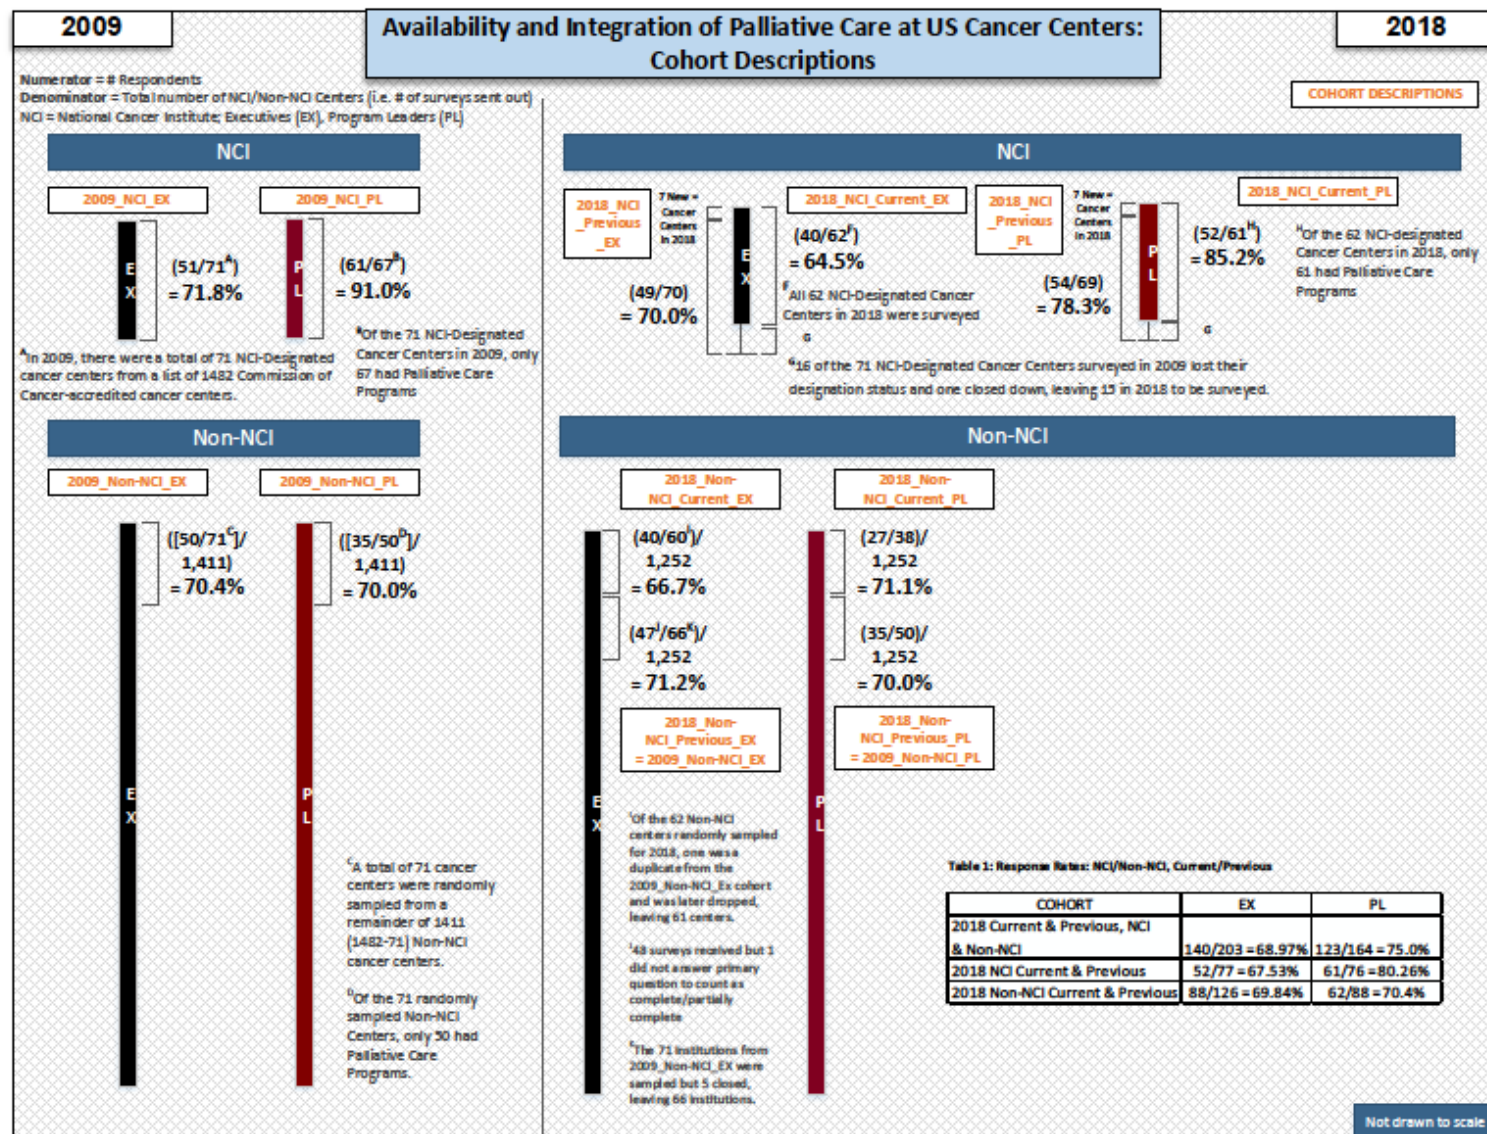 2009
Availability and Integration of Palliative Care at US Cancer Centers:
Cohort Descriptions
2018
Numerator = # Respondents
Denominator = Total number of NCI/Non-NCI Centers (i.e. # of surveys sent out)
NCI = National Cancer Institute; Executives (EX), Program Leaders (PL)
COHORT DESCRIPTIONS
NCI
2009_NCI_EX
2009_NCI_PL
E
X
(51/71A)
= 71.8%
P
L
(61/67B)
= 91.0%
AIn 2009, there were a total of 71 NCI-Designated
cancer centers from a list of 1482 Commission of
Cancer-accredited cancer centers.
BOf the 71 NCI-Designated
Cancer Centers in 2009, only
67 had Palliative Care
Programs
NCI
2018_NCI
_Previous
_EX
7 New =
Cancer
Centers
In 2018
2018_NCI_Current_EX
E
X
(40/62F)
= 64.5%
(49/70)
= 70.0%
FAll 62 NCI-Designated Cancer
Centers in 2018 were surveyed
G
2018_NCI
_Previous
_PL
7 New =
Cancer
Centers
In 2018
2018_NCI_Current_PL
P
L
(52/61H)
= 85.2%
(54/69)
= 78.3%
HOf the 62 NCI-designated
Cancer Centers in 2018, only
61 had Palliative Care
Programs
G
G16 of the 71 NCI-Designated Cancer Centers surveyed in 2009 lost their
designation status and one closed down, leaving 15 in 2018 to be surveyed.
Non-NCI
2009_Non-NCI_EX
2009_Non-NCI_PL
([50/71C]/
1,411)
= 70.4%
([35/50D]/
1,411)
= 70.0%
E
X
P
L
CA total of 71 cancer
centers were randomly
sampled from a
remainder of 1411
(1482-71) Non-NCI
cancer centers.
DOf the 71 randomly
sampled Non-NCI
Centers, only 50 had
Palliative Care
Programs.
Non-NCI
2018_Non-
NCI_Current_EX
2018_Non-
NCI_Current_PL
(40/60I)/
1,252
= 66.7%
(27/38)/
1,252
= 71.1%
(47J/66K)/
1,252
= 71.2%
(35/50)/
1,252
= 70.0%
2018_Non-
NCI_Previous_EX
= 2009_Non-NCI_EX
2018_Non-
NCI_Previous_PL
= 2009_Non-NCI_PL
E
X
P
L
IOf the 62 Non-NCI
centers randomly sampled
for 2018, one was a
duplicate from the
2009_Non-NCI_Ex cohort
and was later dropped,
leaving 61 centers.
J48 surveys received but 1
did not answer primary
question to count as
complete/partially
complete
The 71 institutions from
2009_Non-NCI_EX were
sampled but 5 closed,
leaving 66 institutions.
Table 1: Response Rates: NCI/Non-NCI, Current/Previous
COHORT EX PL
2018 Current & Previous, NCI
& Non-NCI 140/203 =68.97% 123/164 =75.0%
2018 NCI Current & Previous 52/77 = 67.53% 61/76 =80.26%
2018 Non-NCI Current & Previous 88/126 =69.84% 62/88 =70.4%
Not drawn to scale